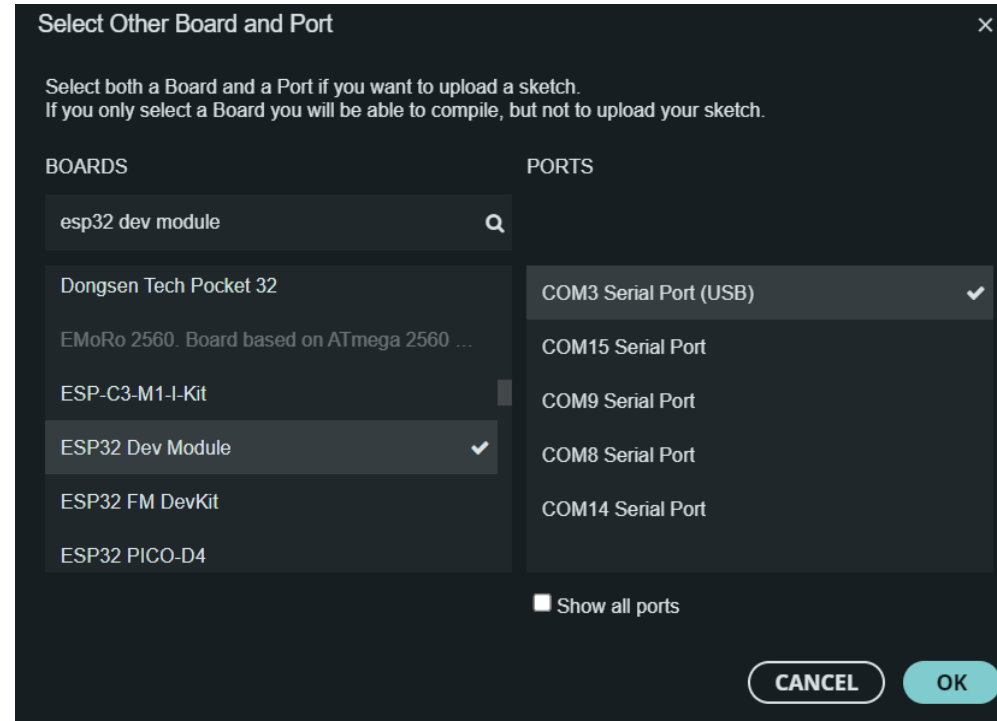 Select Other Board and Port
Select both a Board and a Port if you want to upload a sketch.
If you only select a Board you will be able to compile, but not to upload your sketch.
BOARDS
esp32 dev module
Dongsen Tech Pocket 32
EMoRo 2560. Board based on ATmega 2560 ...
ESP-C3-M1-I-Kit
ESP32 Dev Module
ESP32 FM DevKit
ESP32 PICO-D4
PORTS
COM3 Serial Port (USB)
COM15 Serial Port
COM9 Serial Port
COM8 Serial Port
COM14 Serial Port
Show all ports
CANCEL
OK